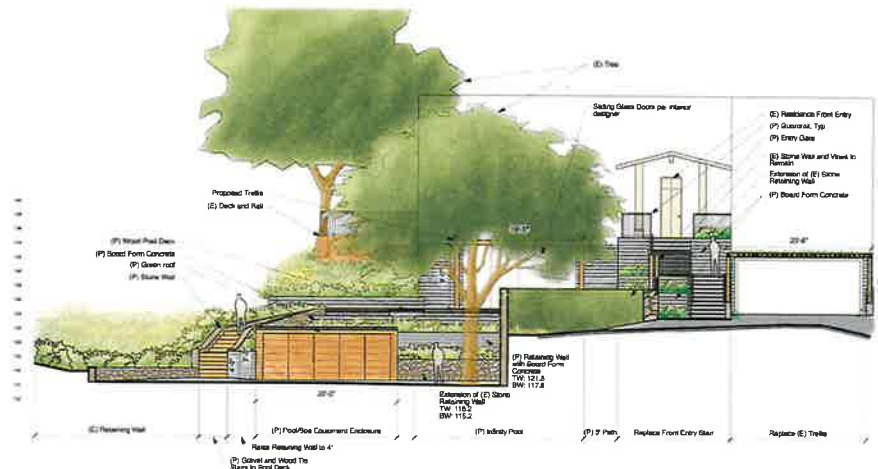 (E) Tree
Sliding Glass Doors per interior
designer
(E) Residence Front Entry
(P) Guardrail, Typ
(P) Entry Gate
(E) Stone Wall and Vines to
Remain
Extension of (E) Stone
Retaining Wall
(P) Board Form Concrete
Proposed Trellis
(E) Deck and Rail
(P) Wood Pool Deck
(P) Board Form Concrete
(P) Green roof
(P) Stone Wall
(P) Retaining Wall
with Board Form
Concrete
TW: 121.8
BW: 117.8
Extension of (E) Stone
Retaining Wall
TW: 118.2
BW: 115.2
(E) Retaining Wall
(P) Pool/Spa Equipment Enclosure
(P) Infinity Pool
(P) 3' Path
Replace Front Entry Stair
Replace (E) Trellis
Raise Retaining Wall to 4'
(P) Gravel and Wood Tie
Stairs to Pool Deck